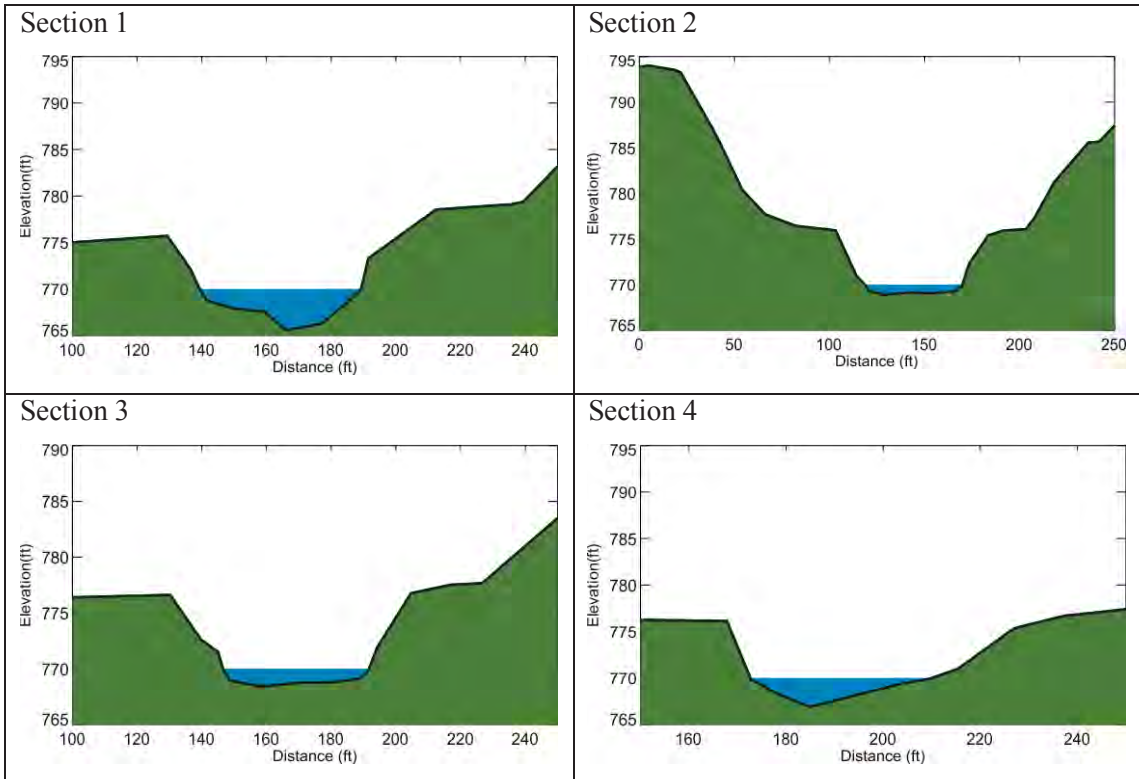 Section 1
795
790
785
780
775
770
765
Elevation(ft)
100 120 140 160 180 200 220 240
Distance (ft)
Section 2
795
790
785
780
775
770
765
Elevation(ft)
0 50 100 150 200 250
Distance (ft)
Section 3
790
785
780
775
770
765
Elevation(ft)
100 120 140 160 180 200 220 240
Distance (ft)
Section 4
795
790
785
780
775
770
765
Elevation(ft)
160 180 200 220 240
Distance (ft)